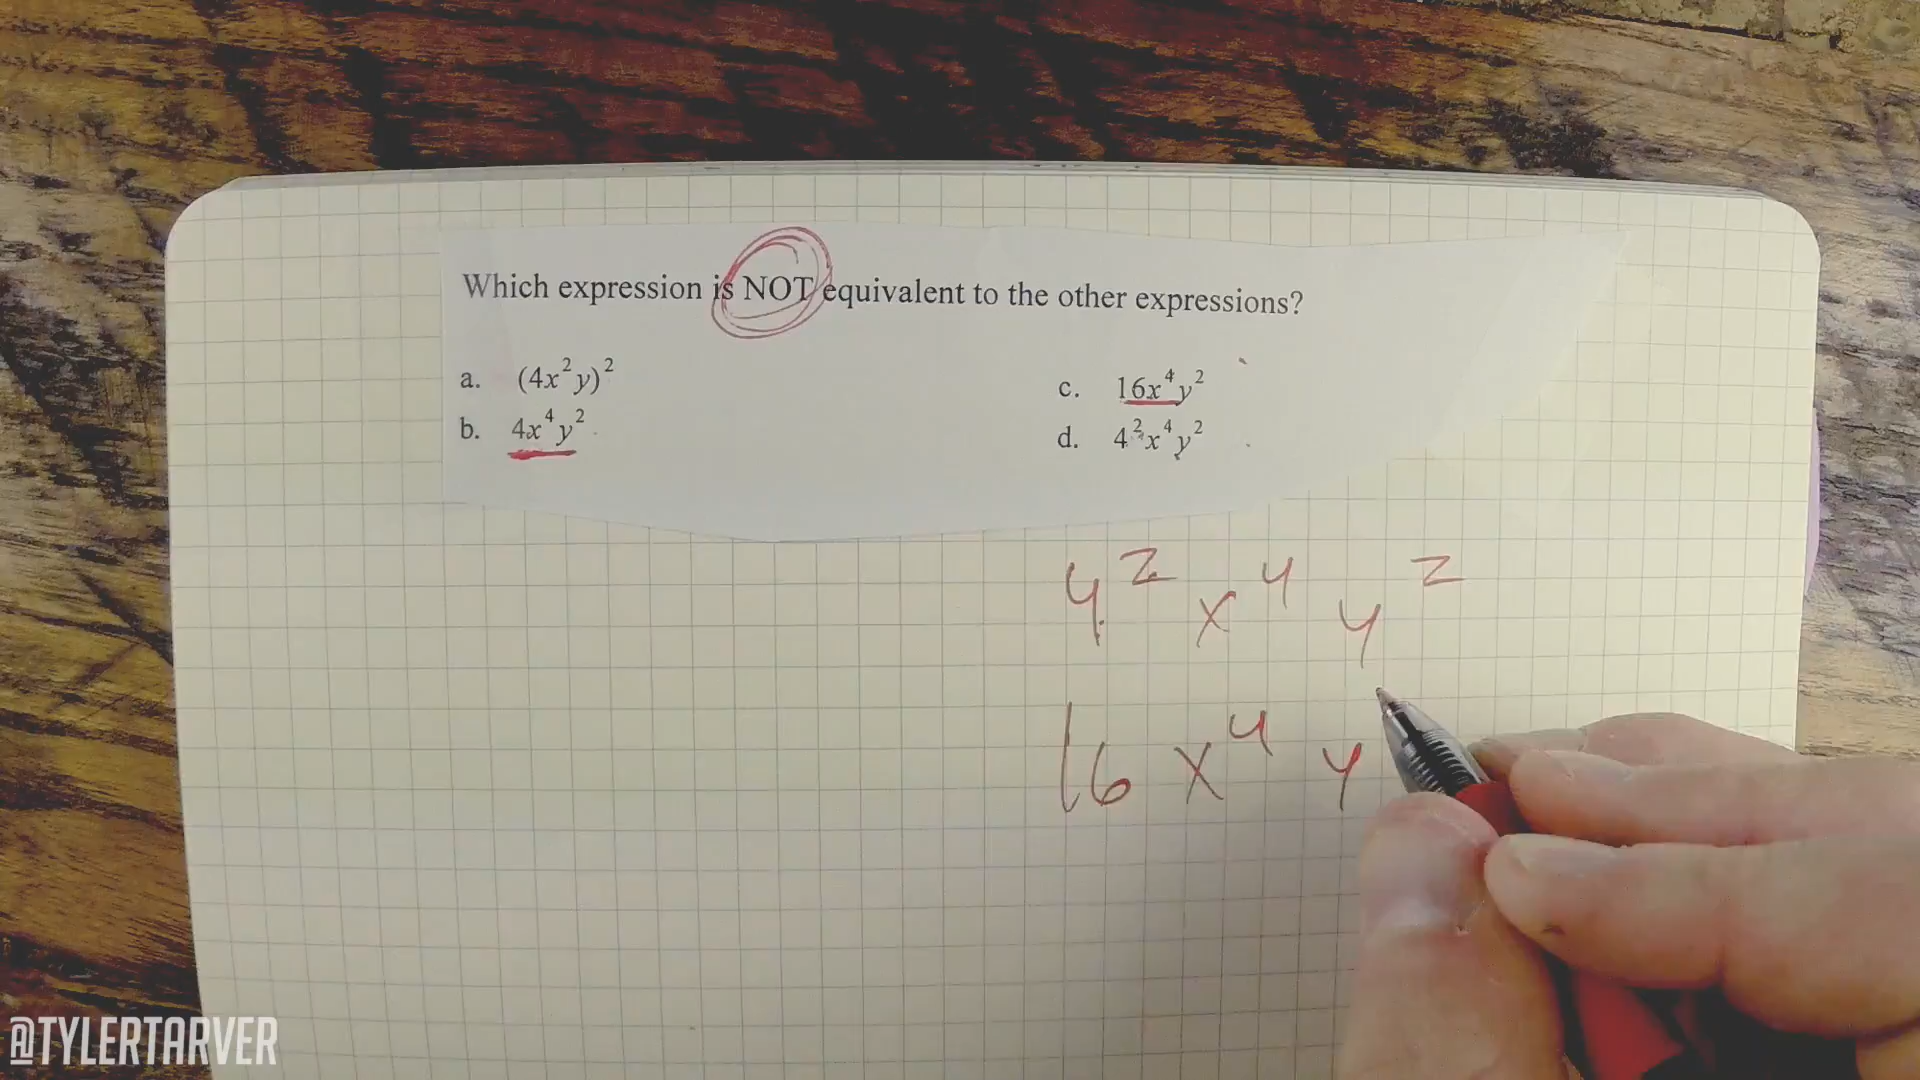 Which expression is NOT equivalent to the other expressions?
a. (4x²y)²
b. 4x⁴y²
c. 16x⁴y²
d. 4²x⁴y²
4² x⁴ y²
16 x⁴ y
@TYLERTARVER